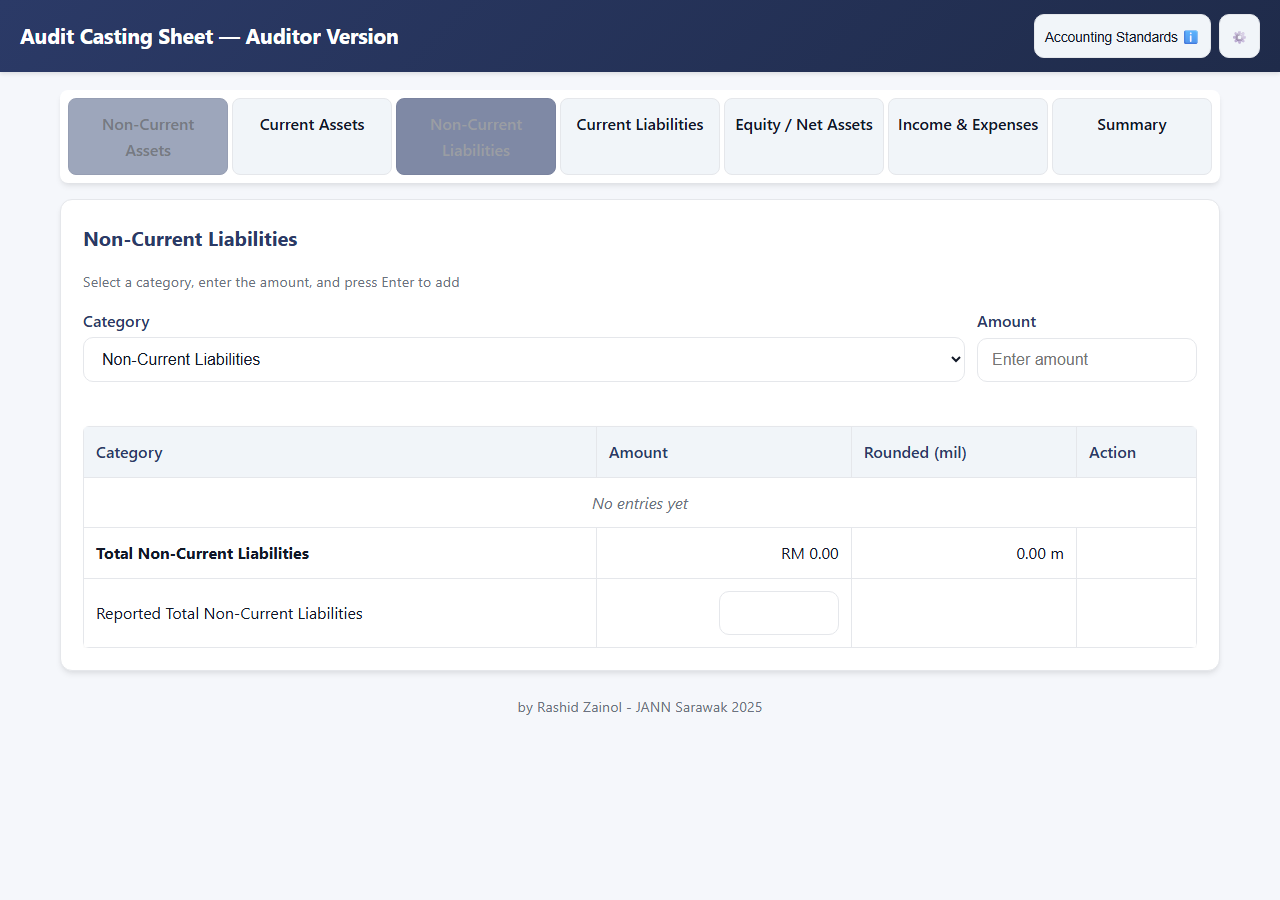 Audit Casting Sheet — Auditor Version
Accounting Standards ℹ️ ⚙️
Non-Current Assets
Current Assets
Non-Current Liabilities
Current Liabilities
Equity / Net Assets
Income & Expenses
Summary
Non-Current Liabilities
Select a category, enter the amount, and press Enter to add
Category Amount
Non-Current Liabilities Enter amount
Category Amount Rounded (mil) Action
No entries yet
Total Non-Current Liabilities RM 0.00 0.00 m
Reported Total Non-Current Liabilities
by Rashid Zainol - JANN Sarawak 2025